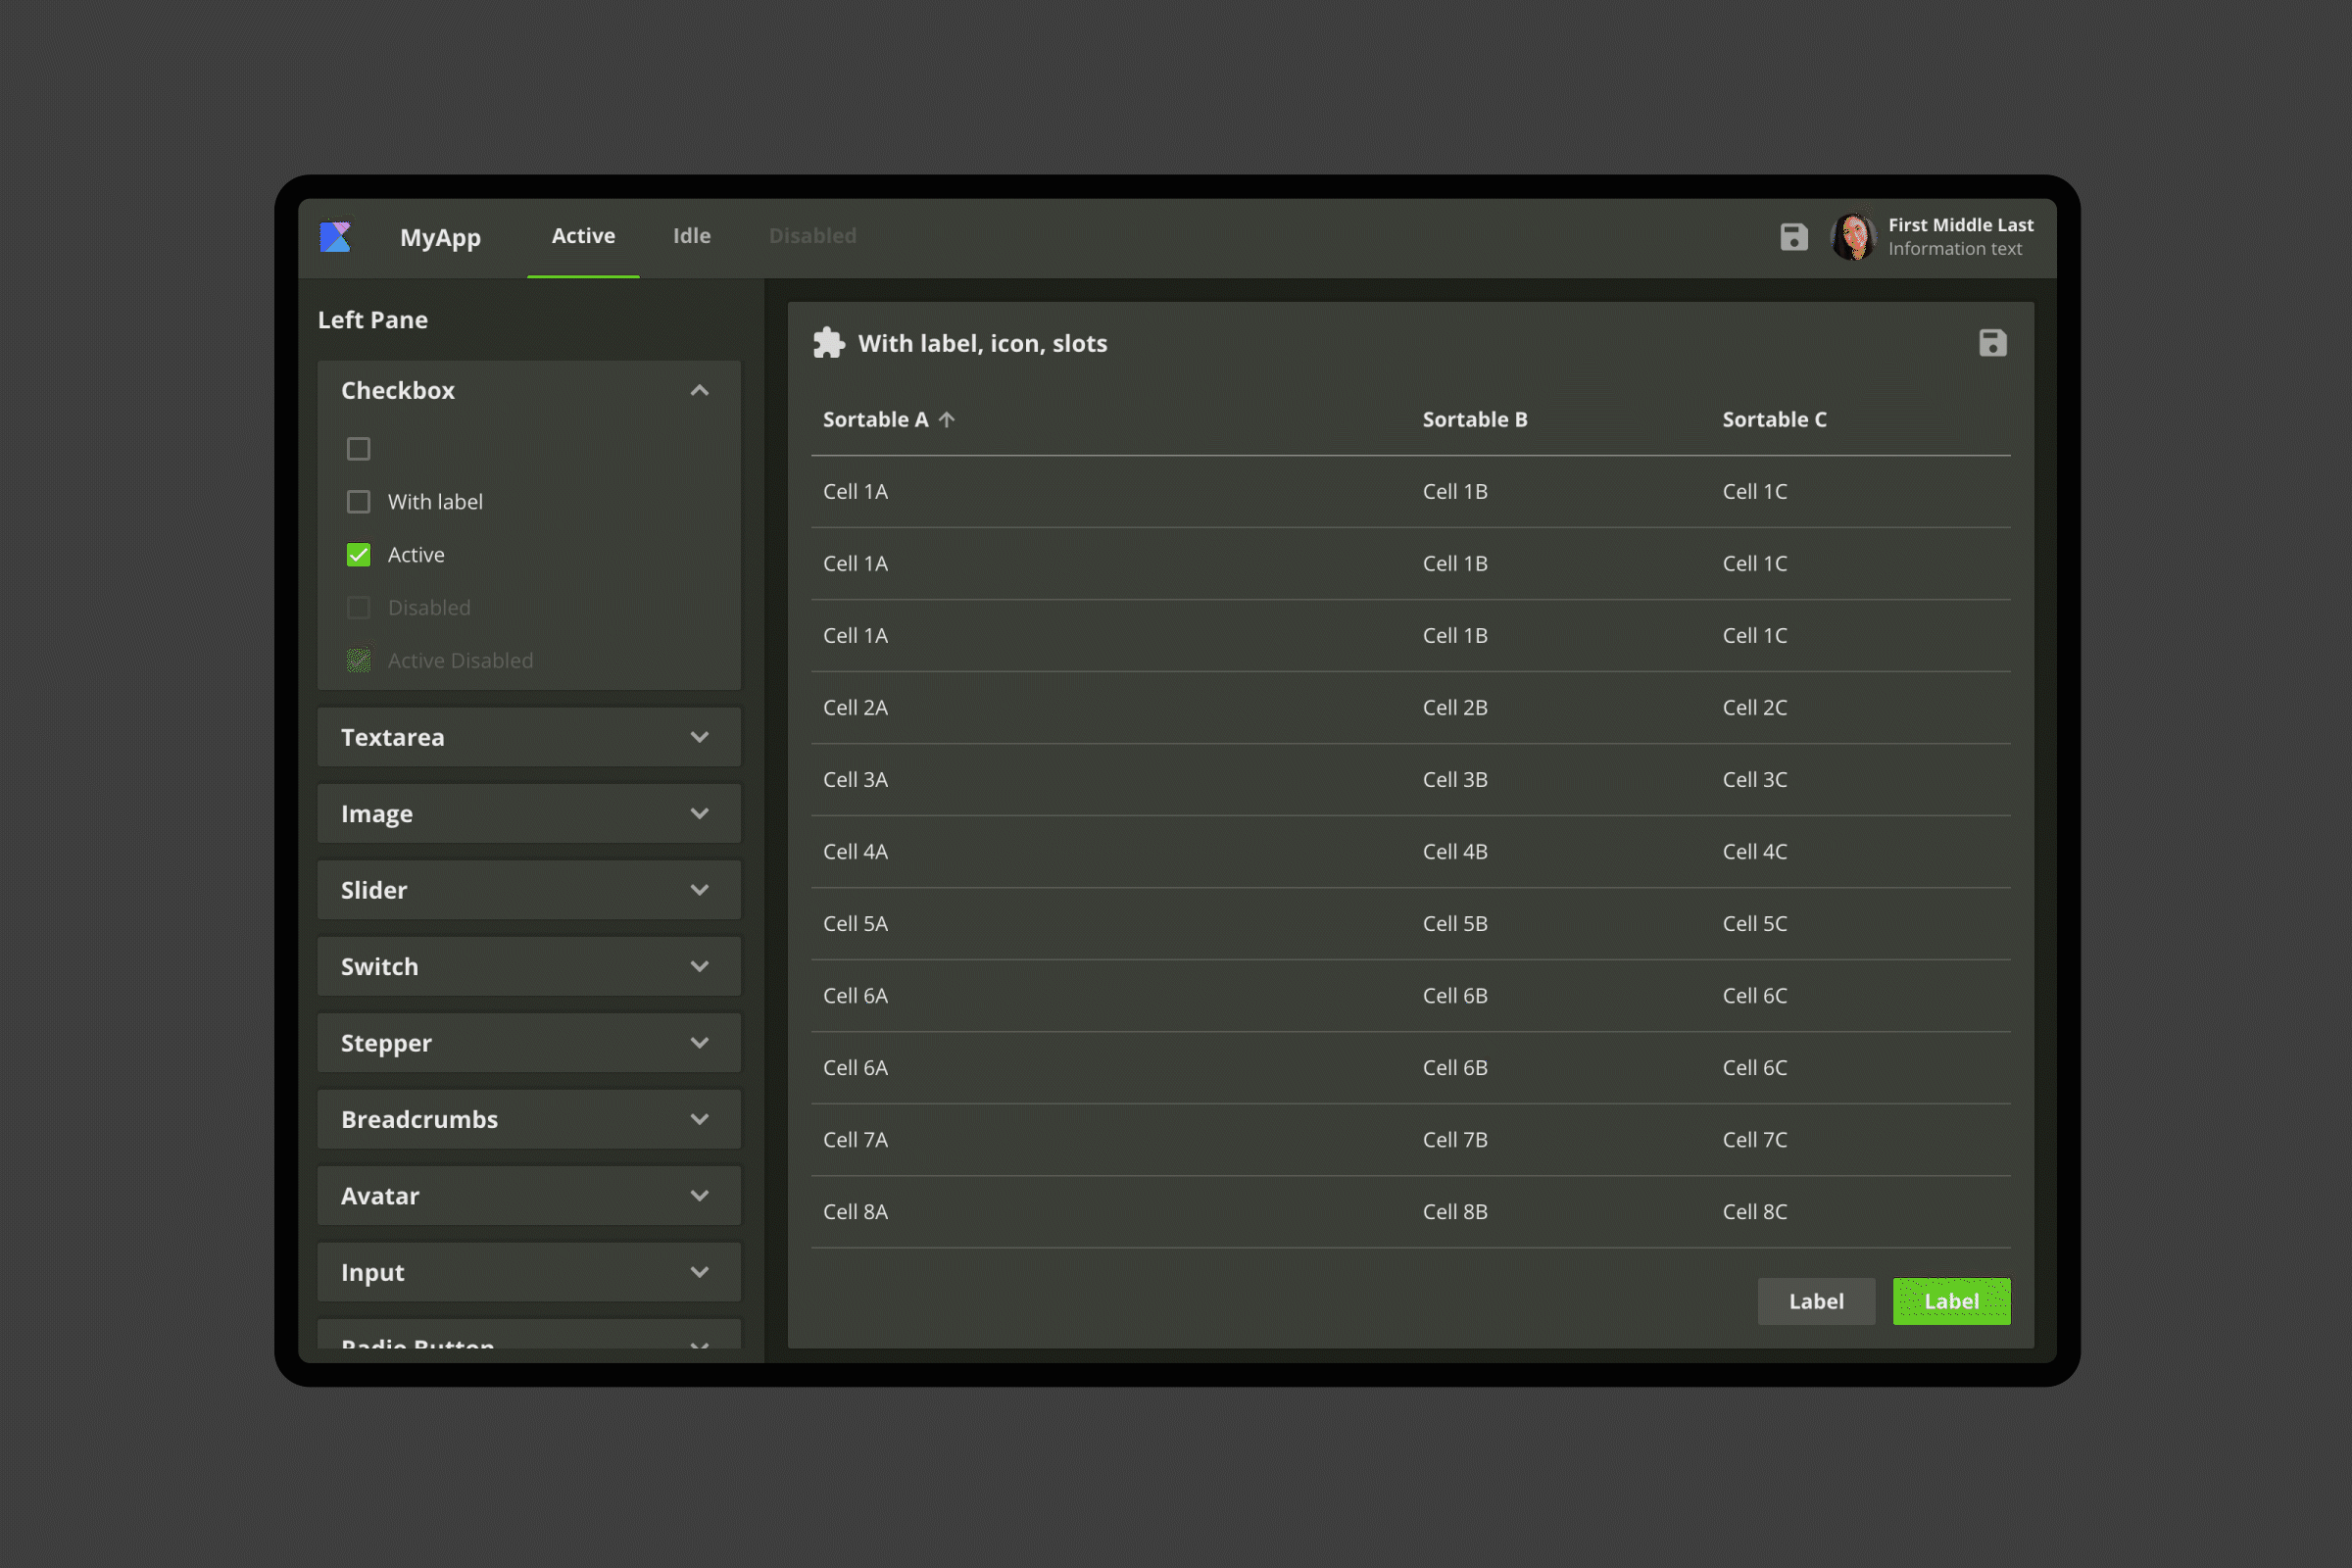 MyApp
Active
Idle
Disabled
First Middle Last
Information text
Left Pane
Checkbox
With label
Active
Disabled
Active Disabled
Textarea
Image
Slider
Switch
Stepper
Breadcrumbs
Avatar
Input
Radio Button
With label, icon, slots
Sortable A Sortable B Sortable C
Cell 1A Cell 1B Cell 1C
Cell 1A Cell 1B Cell 1C
Cell 1A Cell 1B Cell 1C
Cell 2A Cell 2B Cell 2C
Cell 3A Cell 3B Cell 3C
Cell 4A Cell 4B Cell 4C
Cell 5A Cell 5B Cell 5C
Cell 6A Cell 6B Cell 6C
Cell 6A Cell 6B Cell 6C
Cell 7A Cell 7B Cell 7C
Cell 8A Cell 8B Cell 8C
Label Label